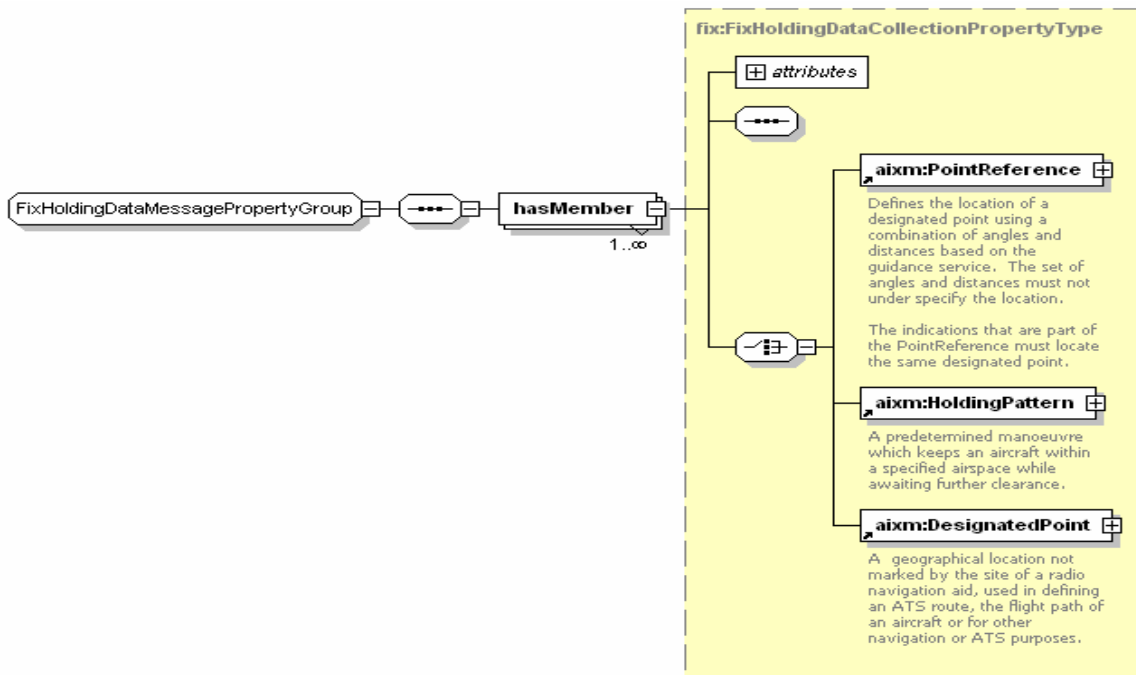 fix:FixHoldingDataCollectionPropertyType
attributes
FixHoldingDataMessagePropertyGroup
hasMember
1..∞
aixm:PointReference
Defines the location of a
designated point using a
combination of angles and
distances based on the
guidance service.  The set of
angles and distances must not
under specify the location.
The indications that are part of
the PointReference must locate
the same designated point.
aixm:HoldingPattern
A predetermined manoeuvre
which keeps an aircraft within
a specified airspace while
awaiting further clearance.
aixm:DesignatedPoint
A  geographical location not
marked by the site of a radio
navigation aid, used in defining
an ATS route, the flight path of
an aircraft or for other
navigation or ATS purposes.